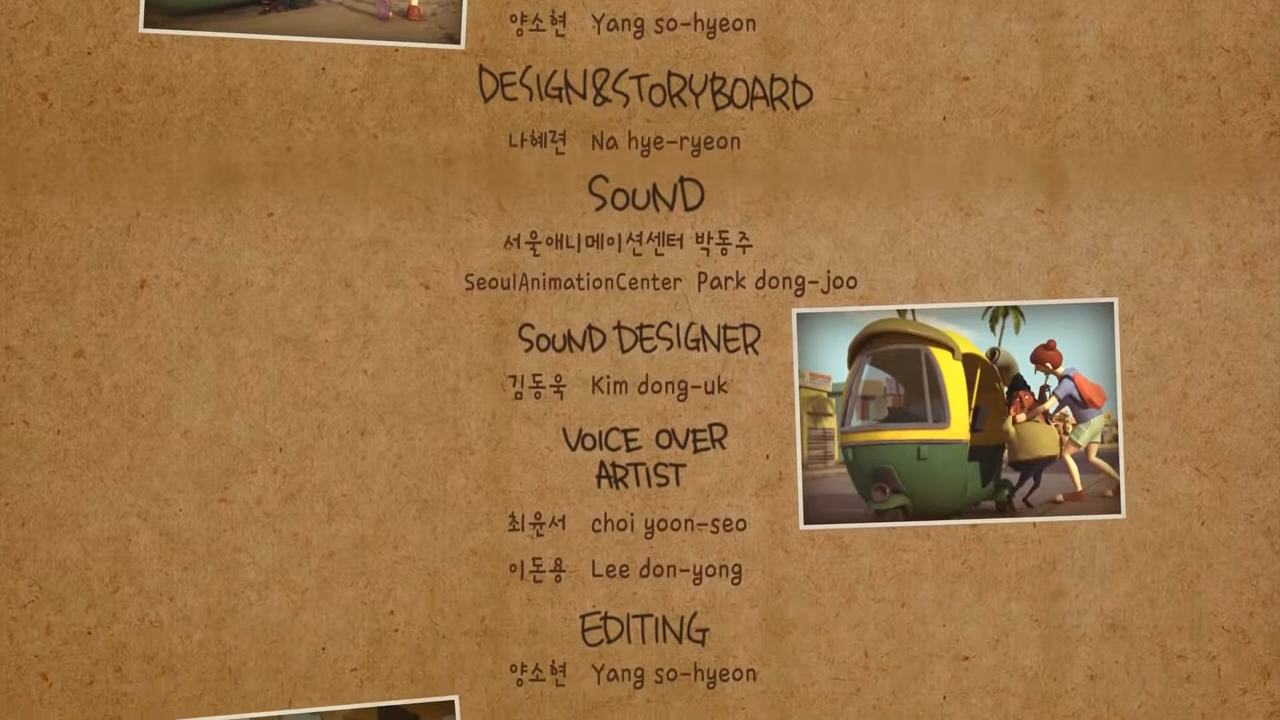 양소현 Yang so-hyeon
DESIGN&STORYBOARD
나혜련 Na hye-ryeon
SOUND
서울애니메이션센터 박동주
SeoulAnimationCenter Park dong-joo
SOUND DESIGNER
김동욱 Kim dong-uk
VOICE OVER
ARTIST
최윤서 choi yoon-seo
이돈용 Lee don-yong
EDITING
양소현 Yang so-hyeon